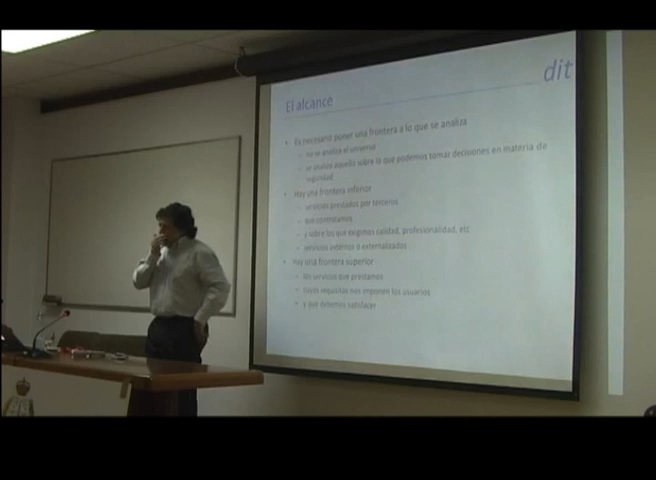 dit
El alcance
• Es necesario poner una frontera a lo que se analiza
– no se analiza el universo
– se analiza aquello sobre lo que podemos tomar decisiones en materia de
seguridad
• Hay una frontera inferior
– servicios prestados por terceros
– que contratamos
– y sobre los que exigimos calidad, profesionalidad, etc
– servicios externos o externalizados
• Hay una frontera superior
– los servicios que prestamos
– cuyos requisitos nos imponen los usuarios
– y que debemos satisfacer